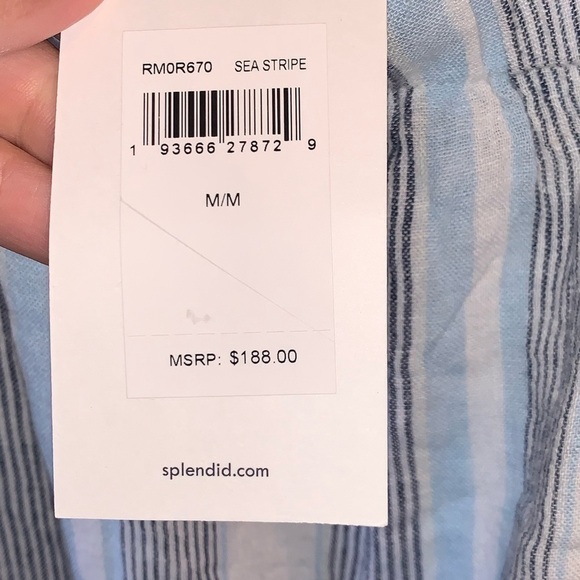 RM0R670 SEA STRIPE
1 93666 27872 9
M/M
MSRP: $188.00
splendid.com